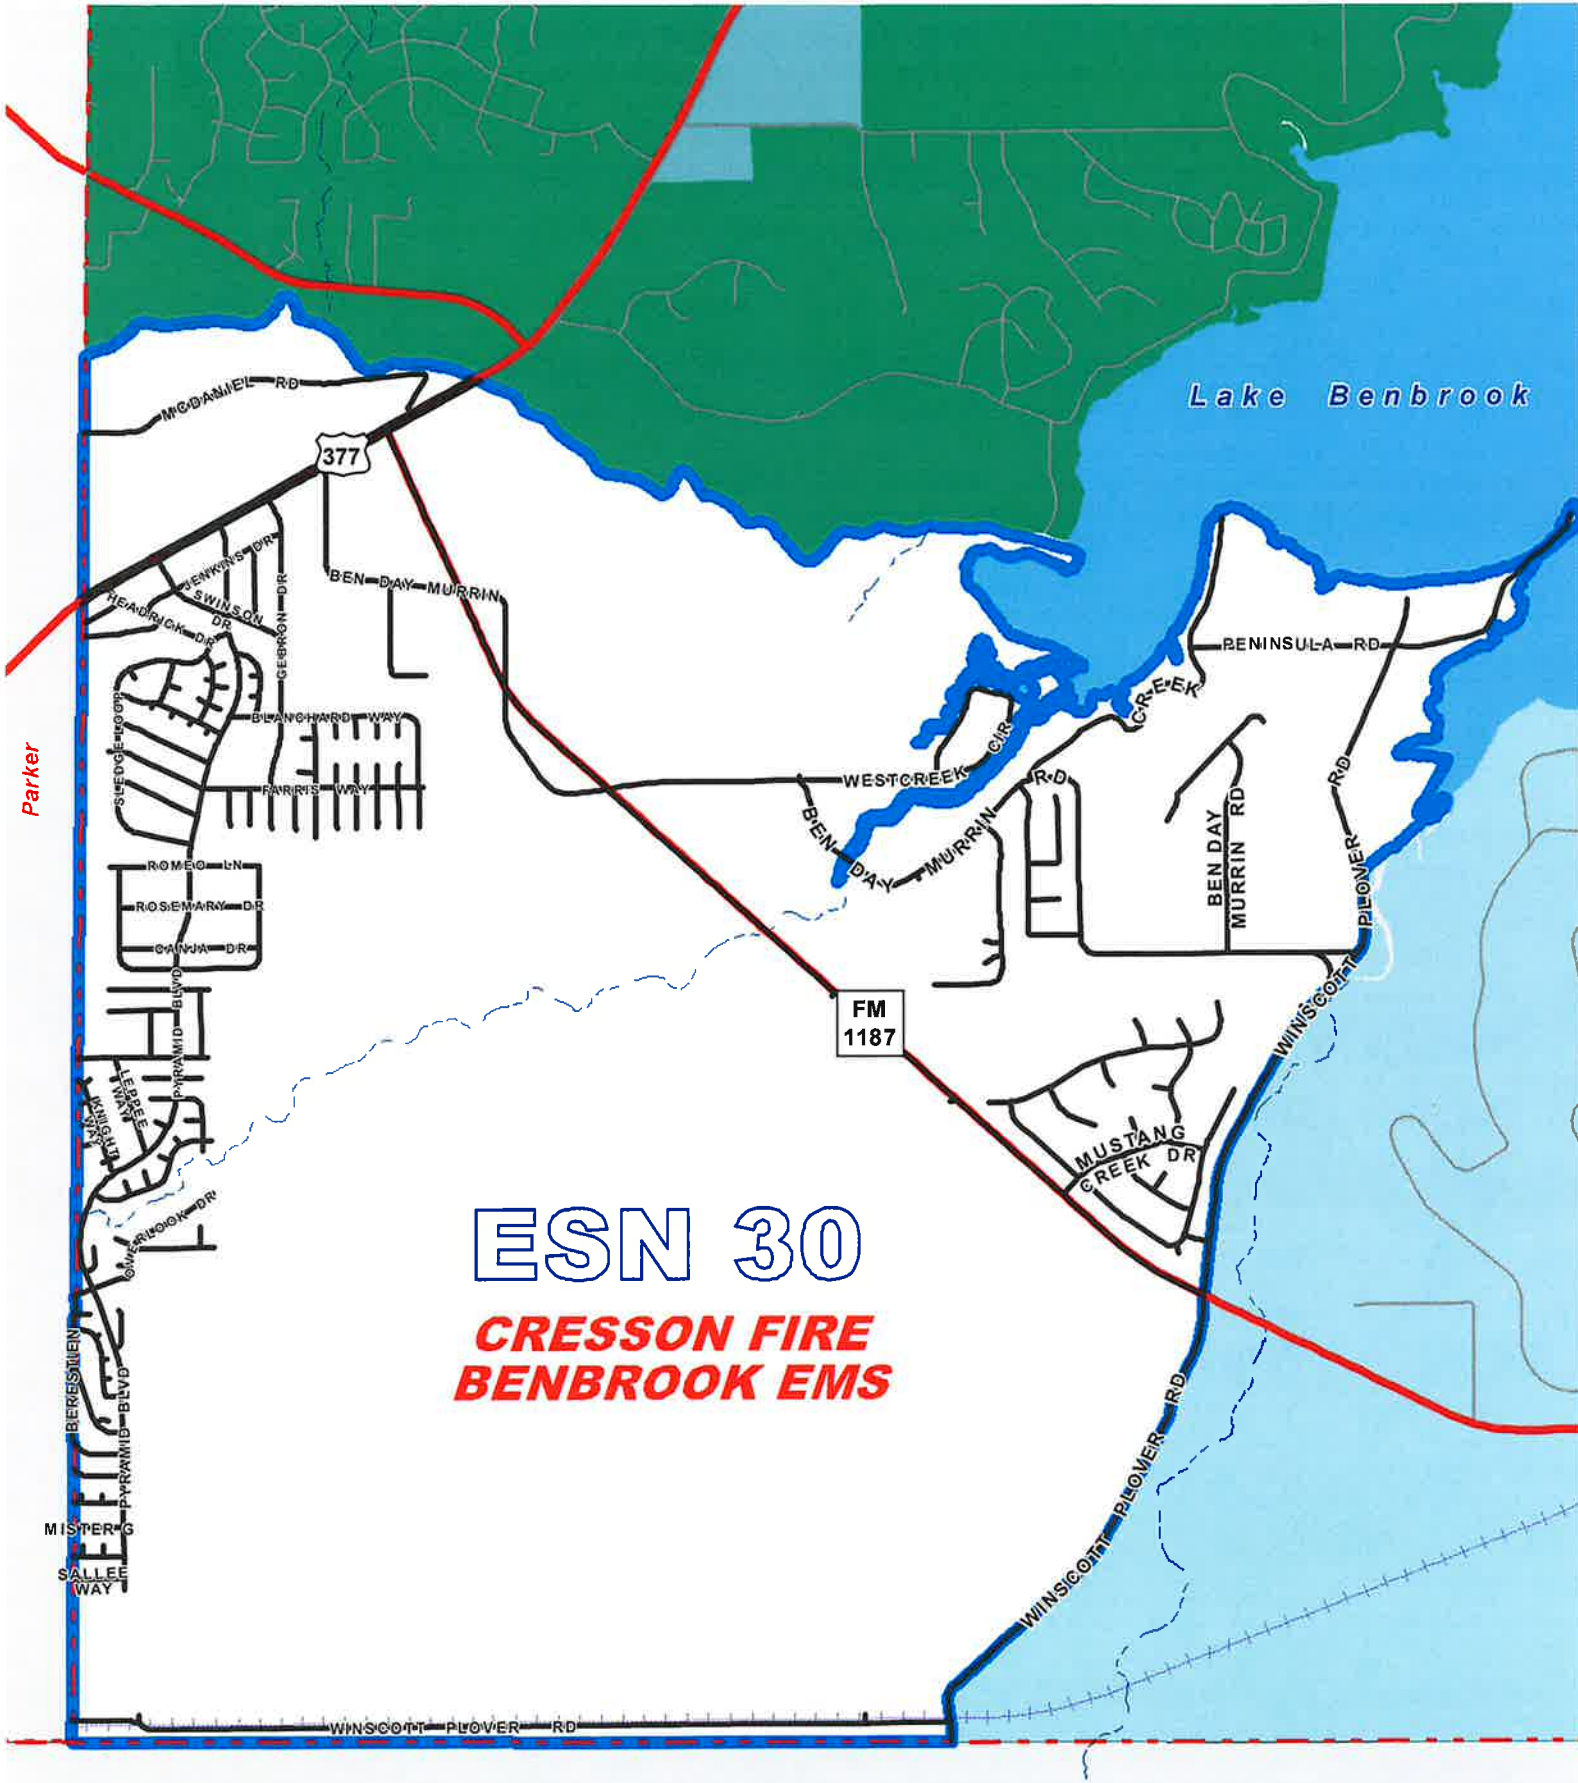 Lake Benbrook
MCDANIEL RD
377
JENKINS DR
SWINSON
DR
HEADRICK DR
GEBRON DR
BEN DAY MURRIN
PENINSULA RD
CREEK
SLEDGE LOOP
BLANCHARD WAY
FARRIS WAY
Parker
WESTCREEK CIR
BEN DAY MURRIN RD
BEN DAY
MURRIN RD
PLOVER RD
WINSCOTT
ROMEO LN
ROSEMARY DR
CANJA DR
PYRAMID BLVD
FM
1187
LEPPEE
WAY
KNIGHT
WAY
MUSTANG
CREEK DR
OVERLOOK DR
ESN 30
CRESSON FIRE
BENBROOK EMS
BERESTLEN
PYRAMID BLVD
WINSCOTT PLOVER RD
MISTER G
SALLEE
WAY
WINSCOTT PLOVER RD